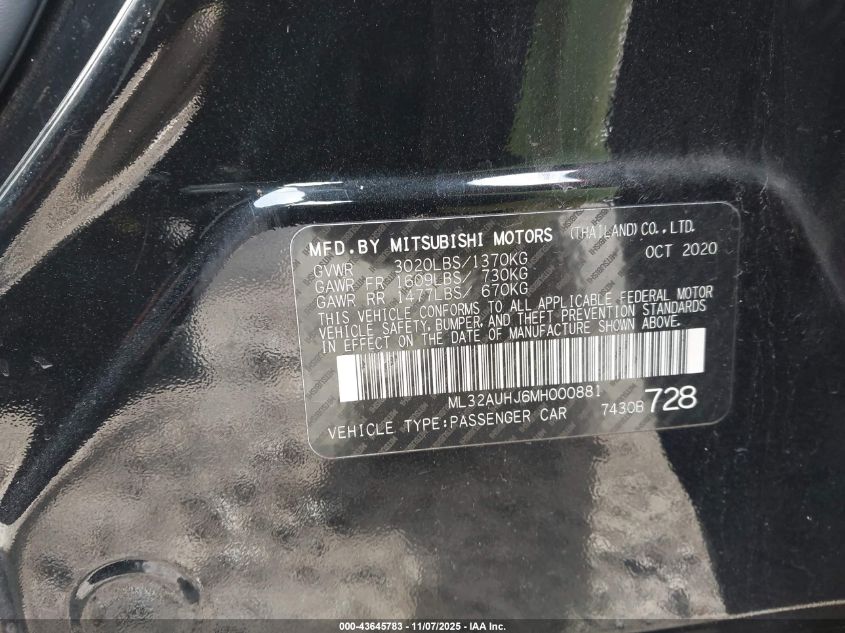 MFD.BY MITSUBISHI MOTORS (THAILAND) CO.,LTD.
GVWR 3020LBS/1370KG OCT 2020
GAWR FR 1609LBS/ 730KG
GAWR RR 1477LBS/ 670KG
THIS VEHICLE CONFORMS TO ALL APPLICABLE FEDERAL MOTOR
VEHICLE SAFETY, BUMPER, AND THEFT PREVENTION STANDARDS
IN EFFECT ON THE DATE OF MANUFACTURE SHOWN ABOVE.
ML32AUHJ6MH000881
VEHICLE TYPE:PASSENGER CAR 7430B 728
000-43645783 - 11/07/2025 - IAA Inc.